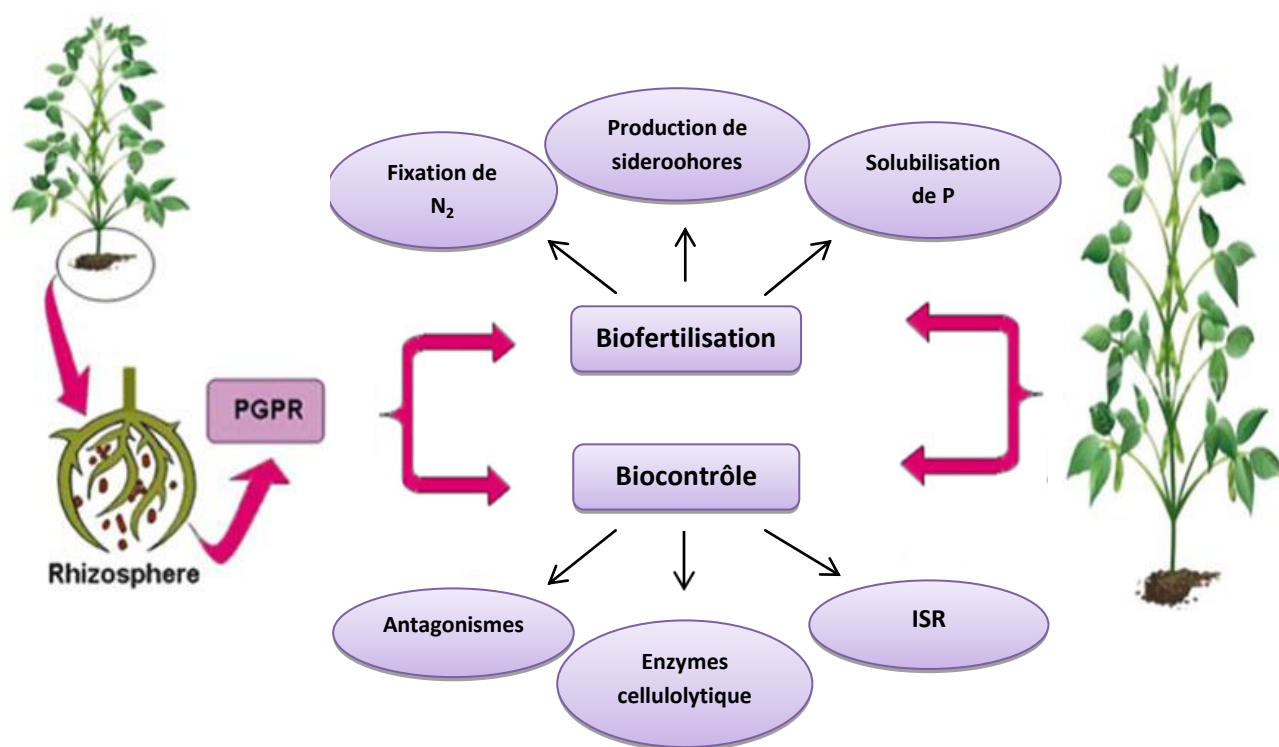 Production de
sideroohores
Fixation de
N₂
Solubilisation
de P
Biofertilisation
PGPR
Biocontrôle
Rhizosphere
Antagonismes
Enzymes
cellulolytique
ISR